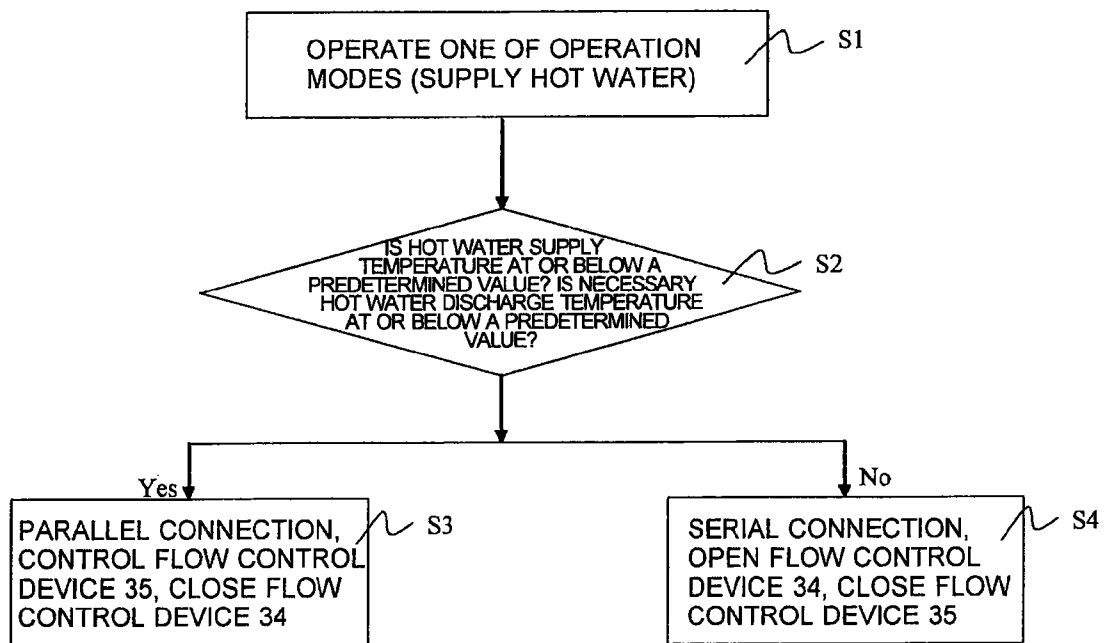 OPERATE ONE OF OPERATION
MODES (SUPPLY HOT WATER)
S1
IS HOT WATER SUPPLY
TEMPERATURE AT OR BELOW A
PREDETERMINED VALUE? IS NECESSARY
HOT WATER DISCHARGE TEMPERATURE
AT OR BELOW A PREDETERMINED
VALUE?
S2
Yes
No
PARALLEL CONNECTION,
CONTROL FLOW CONTROL
DEVICE 35, CLOSE FLOW
CONTROL DEVICE 34
S3
SERIAL CONNECTION,
OPEN FLOW CONTROL
DEVICE 34, CLOSE FLOW
CONTROL DEVICE 35
S4